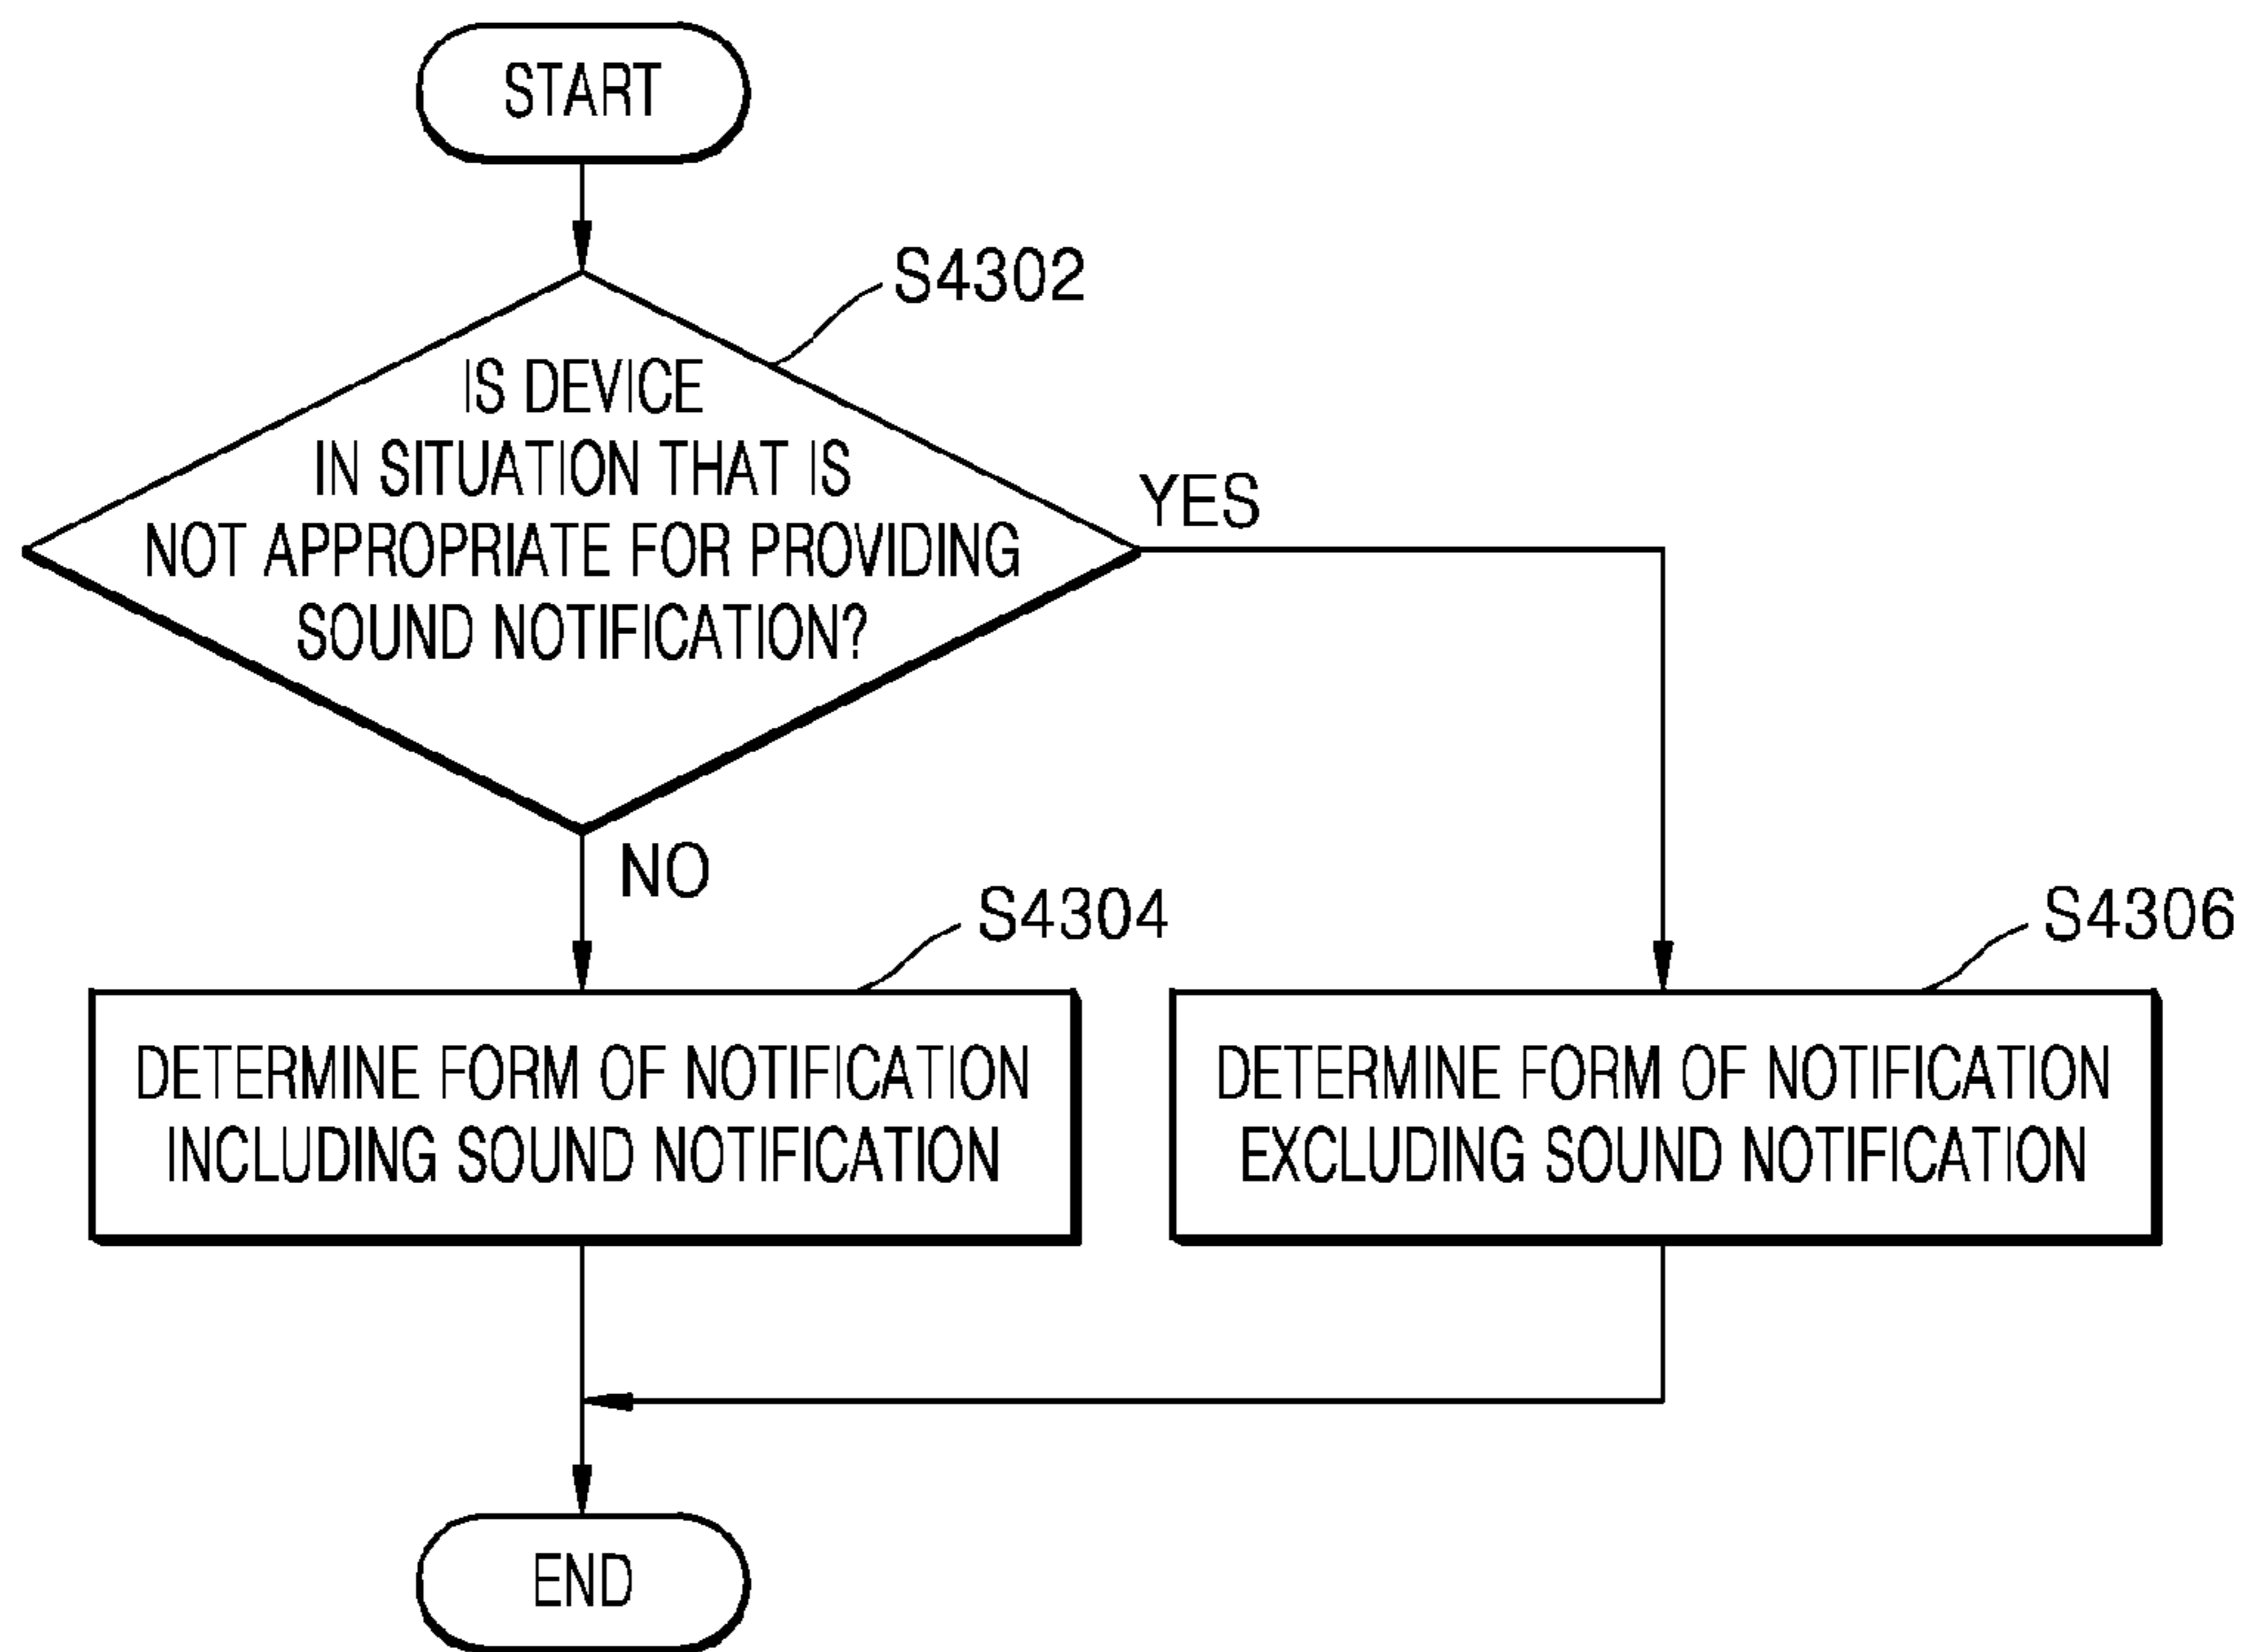 START
S4302
IS DEVICE
IN SITUATION THAT IS
NOT APPROPRIATE FOR PROVIDING
SOUND NOTIFICATION?
YES
NO
S4304
DETERMINE FORM OF NOTIFICATION
INCLUDING SOUND NOTIFICATION
S4306
DETERMINE FORM OF NOTIFICATION
EXCLUDING SOUND NOTIFICATION
END